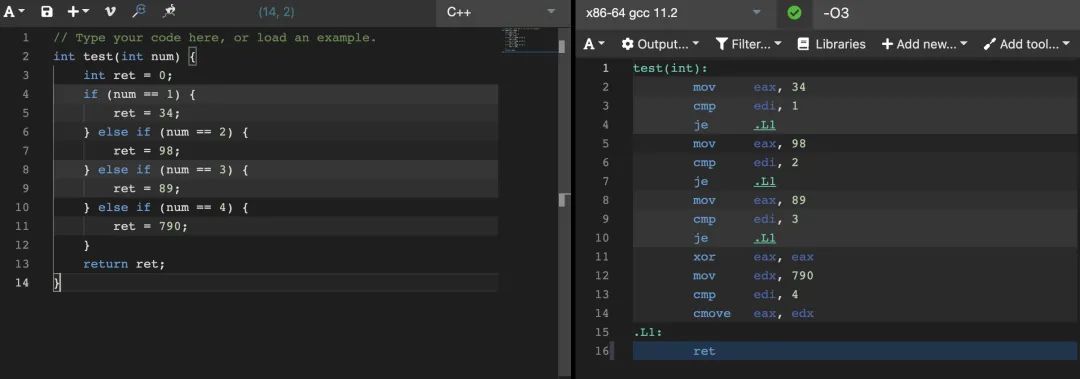 A
(14, 2)
C++
1 // Type your code here, or load an example.
2 int test(int num) {
3 int ret = 0;
4 if (num == 1) {
5 ret = 34;
6 } else if (num == 2) {
7 ret = 98;
8 } else if (num == 3) {
9 ret = 89;
10 } else if (num == 4) {
11 ret = 790;
12 }
13 return ret;
14 }
x86-64 gcc 11.2
-O3
A Output... Filter... Libraries + Add new... Add tool...
1 test(int):
2 mov eax, 34
3 cmp edi, 1
4 je .L1
5 mov eax, 98
6 cmp edi, 2
7 je .L1
8 mov eax, 89
9 cmp edi, 3
10 je .L1
11 xor eax, eax
12 mov edx, 790
13 cmp edi, 4
14 cmove eax, edx
15 .L1:
16 ret